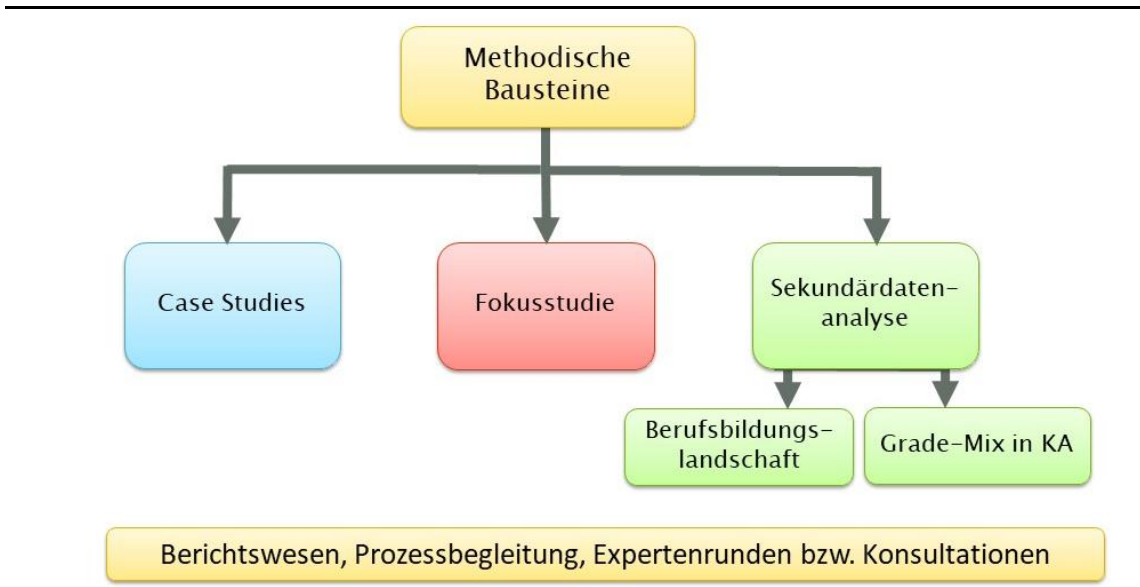 Methodische
Bausteine
Case Studies
Fokusstudie
Sekundärdaten-
analyse
Berufsbildungs-
landschaft
Grade-Mix in KA
Berichtswesen, Prozessbegleitung, Expertenrunden bzw. Konsultationen